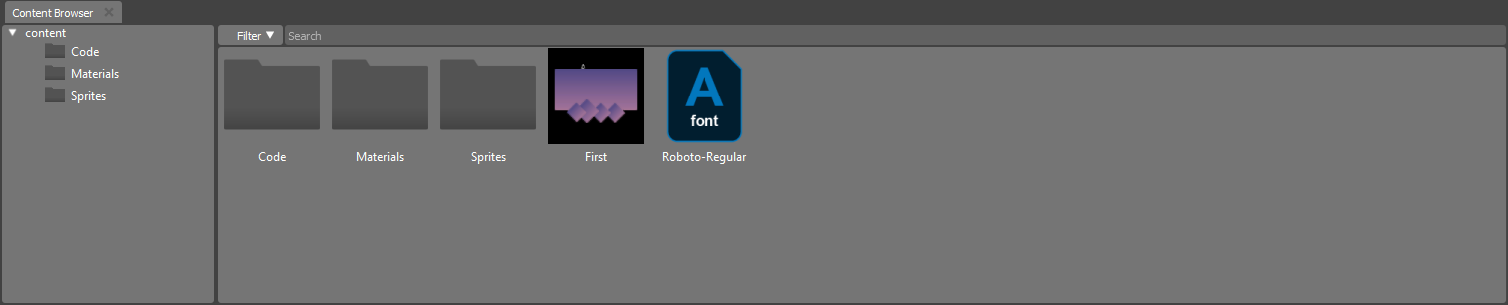 Content Browser
content
Code
Materials
Sprites
Filter
Search
A
font
Code
Materials
Sprites
First
Roboto-Regular